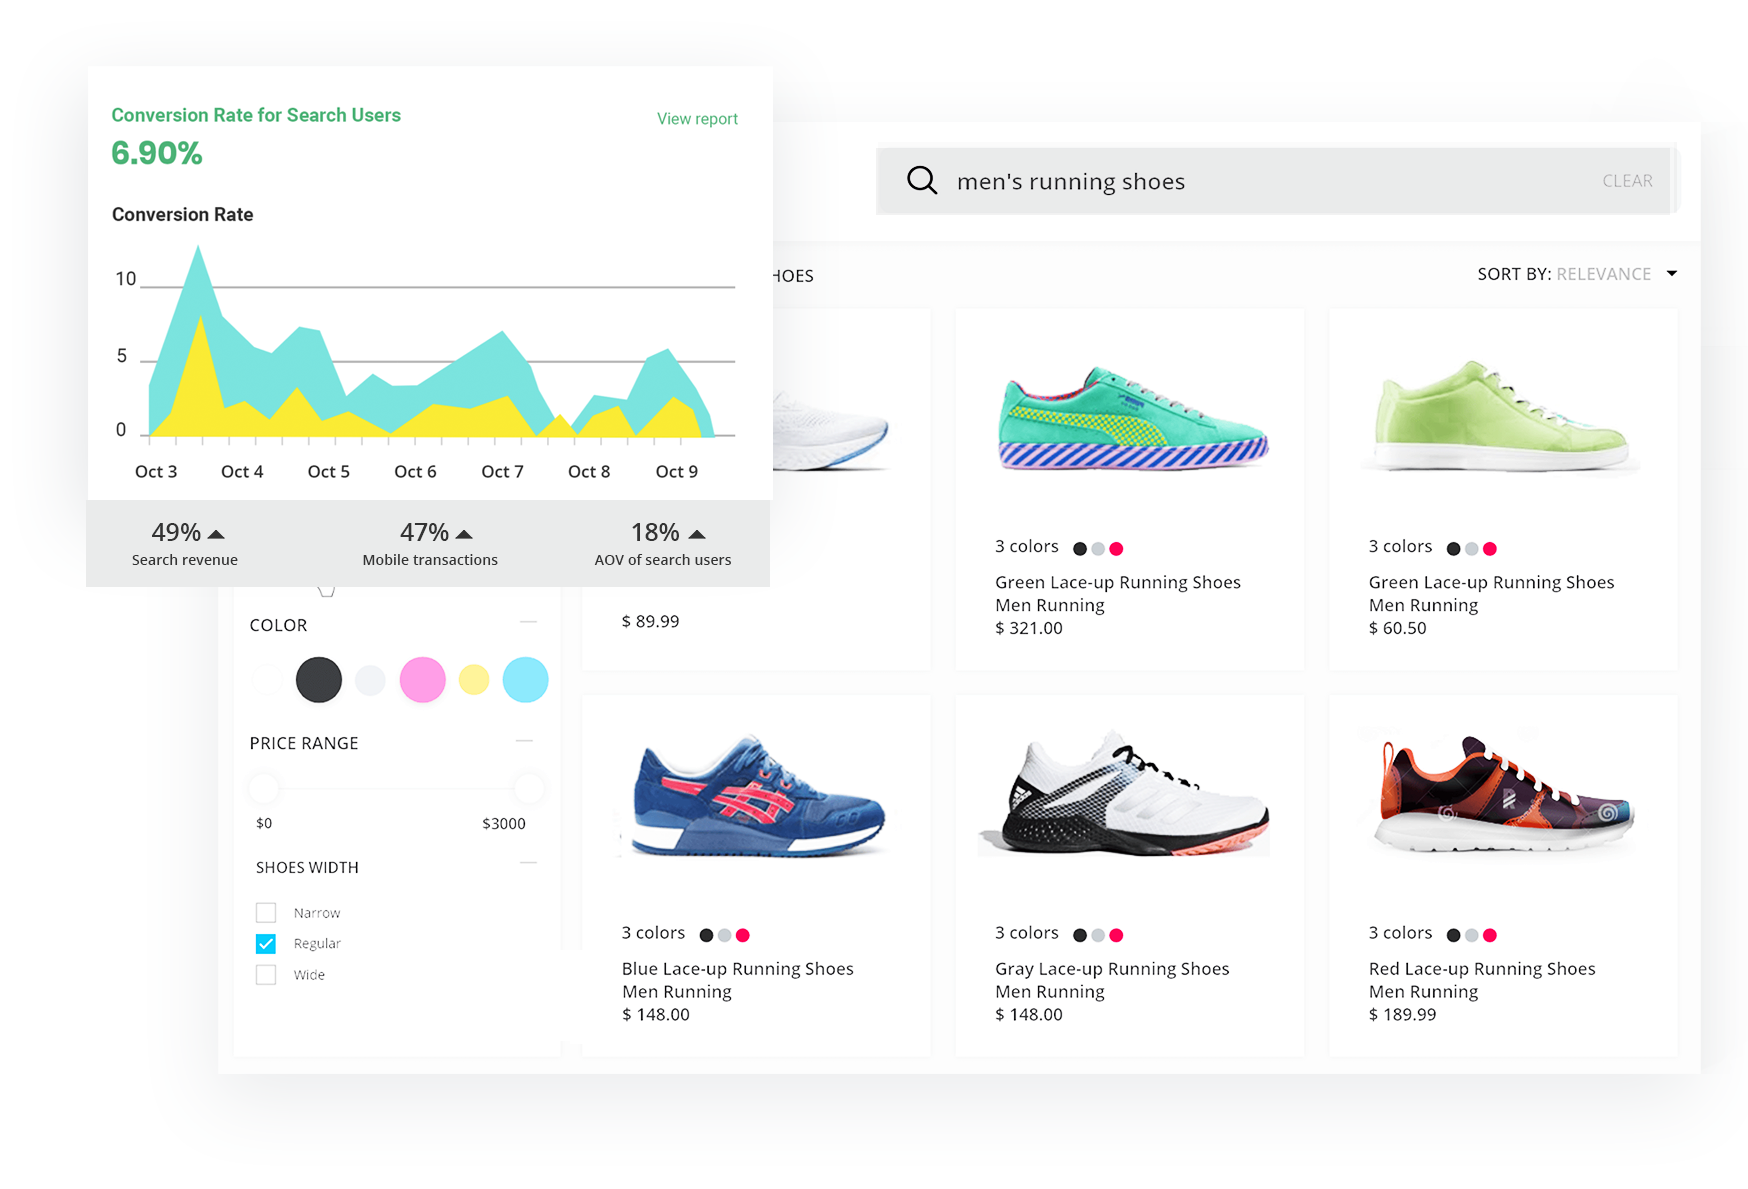 Conversion Rate for Search Users
View report
6.90%
Conversion Rate
10
5
0
Oct 3 Oct 4 Oct 5 Oct 6 Oct 7 Oct 8 Oct 9
49%
Search revenue
47%
Mobile transactions
18%
AOV of search users
men's running shoes
CLEAR
HOES
SORT BY: RELEVANCE
COLOR
PRICE RANGE
$0
$3000
SHOES WIDTH
Narrow
Regular
Wide
$ 89.99
3 colors
Green Lace-up Running Shoes
Men Running
$ 321.00
3 colors
Green Lace-up Running Shoes
Men Running
$ 60.50
3 colors
Blue Lace-up Running Shoes
Men Running
$ 148.00
3 colors
Gray Lace-up Running Shoes
Men Running
$ 148.00
3 colors
Red Lace-up Running Shoes
Men Running
$ 189.99